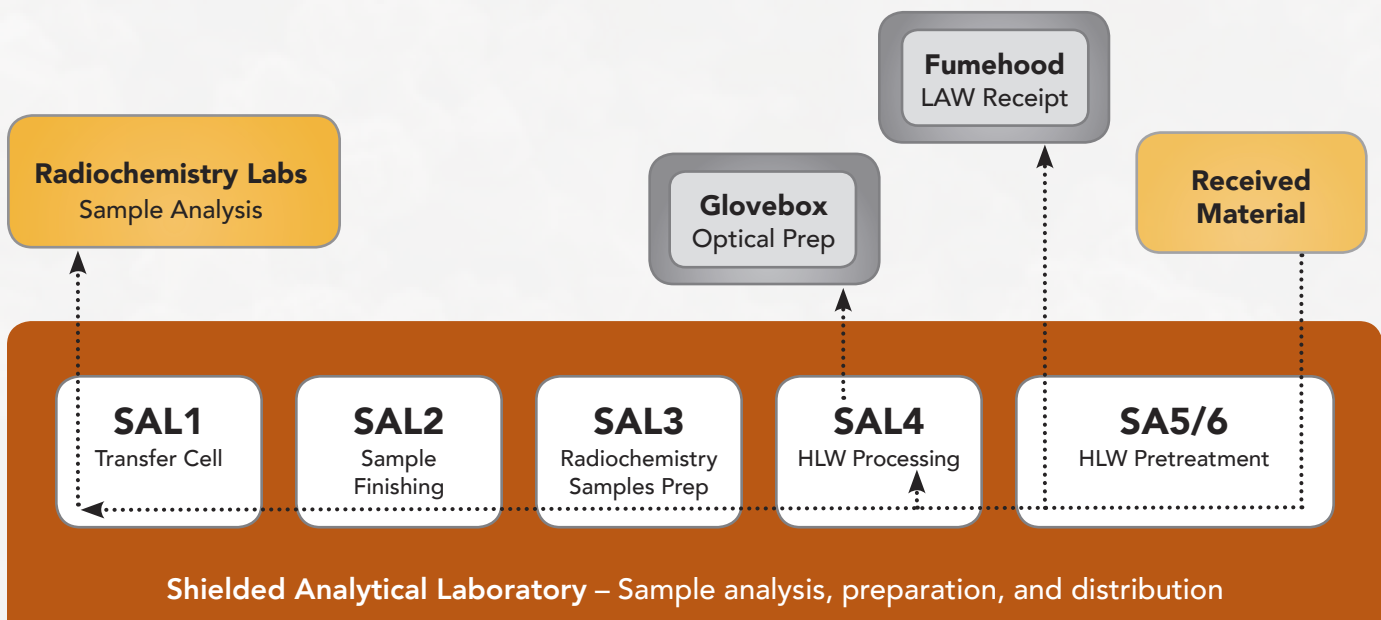 Fumehood
LAW Receipt
Radiochemistry Labs
Sample Analysis
Glovebox
Optical Prep
Received
Material
SAL1
Transfer Cell
SAL2
Sample
Finishing
SAL3
Radiochemistry
Samples Prep
SAL4
HLW Processing
SA5/6
HLW Pretreatment
Shielded Analytical Laboratory – Sample analysis, preparation, and distribution